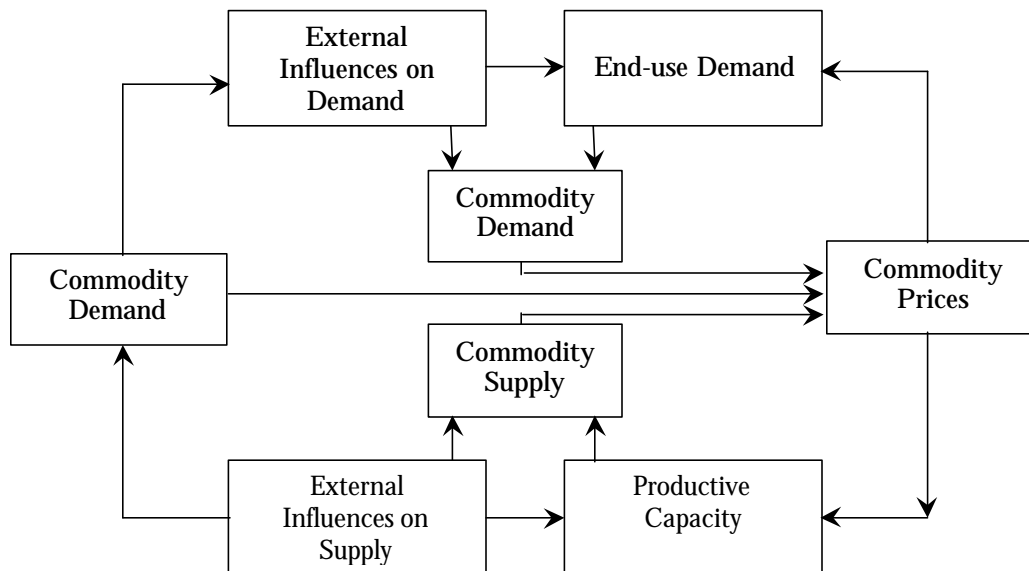 External
Influences on
Demand
End-use Demand
Commodity
Demand
Commodity
Demand
Commodity
Prices
Commodity
Supply
External
Influences on
Supply
Productive
Capacity